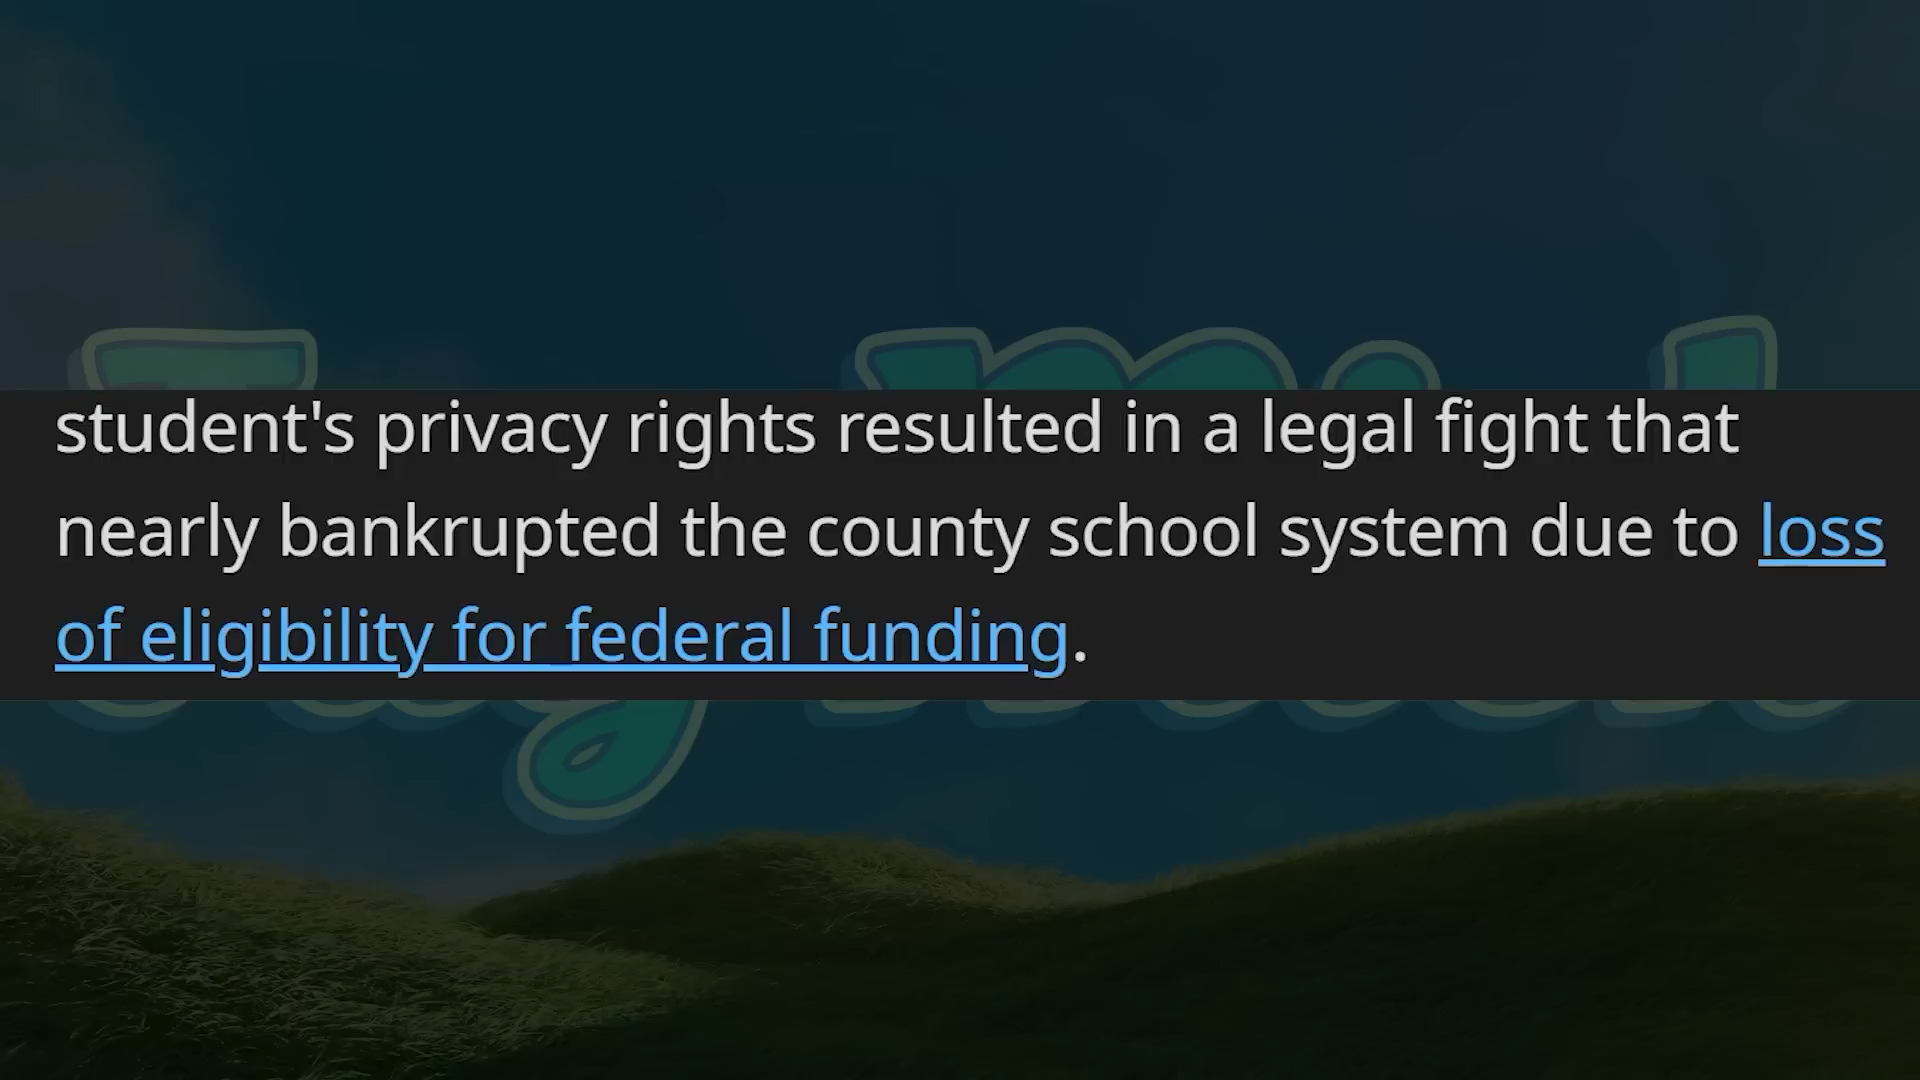 student's privacy rights resulted in a legal fight that
nearly bankrupted the county school system due to loss
of eligibility for federal funding.